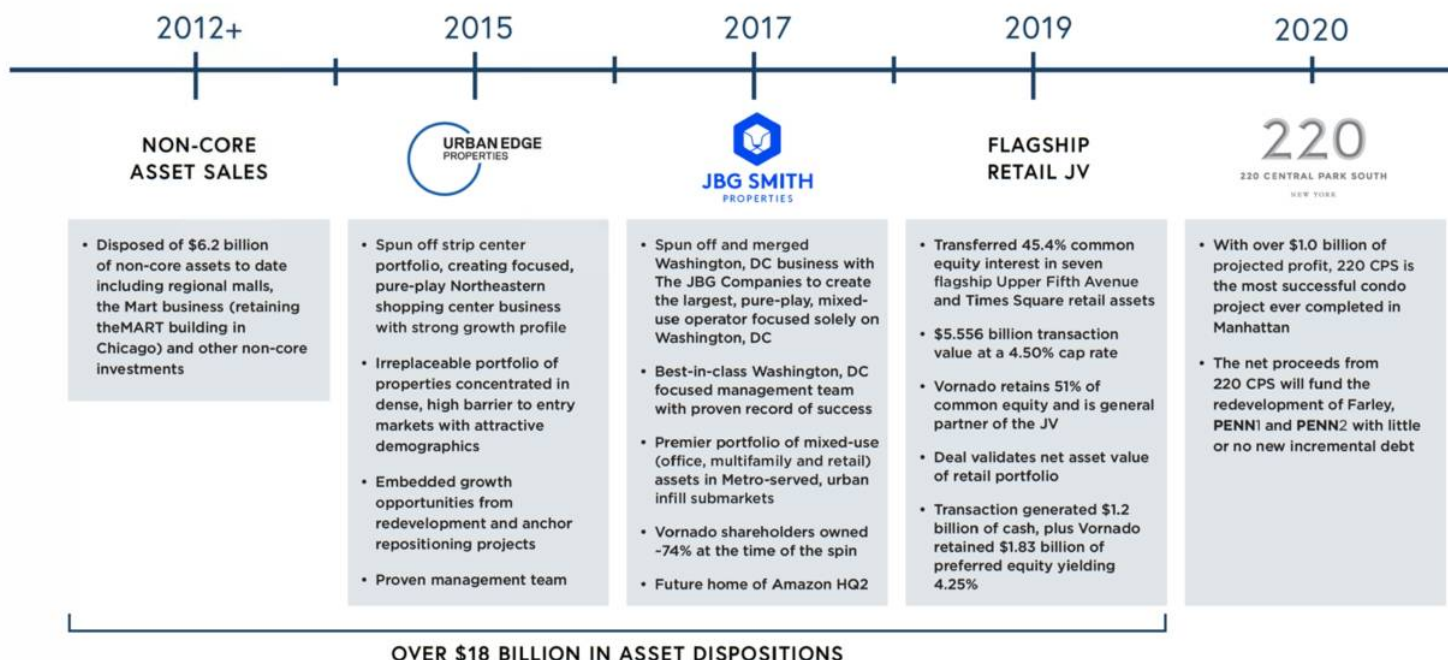 2012+
2015
2017
2019
2020
NON-CORE
ASSET SALES
URBAN EDGE
PROPERTIES
JBG SMITH
PROPERTIES
FLAGSHIP
RETAIL JV
220
220 CENTRAL PARK SOUTH
NEW YORK
• Disposed of $6.2 billion
of non-core assets to date
including regional malls,
the Mart business (retaining
theMART building in
Chicago) and other non-core
investments
• Spun off strip center
portfolio, creating focused,
pure-play Northeastern
shopping center business
with strong growth profile
• Irreplaceable portfolio of
properties concentrated in
dense, high barrier to entry
markets with attractive
demographics
• Embedded growth
opportunities from
redevelopment and anchor
repositioning projects
• Proven management team
• Spun off and merged
Washington, DC business with
The JBG Companies to create
the largest, pure-play, mixed-
use operator focused solely on
Washington, DC
• Best-in-class Washington, DC
focused management team
with proven record of success
• Premier portfolio of mixed-use
(office, multifamily and retail)
assets in Metro-served, urban
infill submarkets
• Vornado shareholders owned
~74% at the time of the spin
• Future home of Amazon HQ2
• Transferred 45.4% common
equity interest in seven
flagship Upper Fifth Avenue
and Times Square retail assets
• $5.556 billion transaction
value at a 4.50% cap rate
• Vornado retains 51% of
common equity and is general
partner of the JV
• Deal validates net asset value
of retail portfolio
• Transaction generated $1.2
billion of cash, plus Vornado
retained $1.83 billion of
preferred equity yielding
4.25%
• With over $1.0 billion of
projected profit, 220 CPS is
the most successful condo
project ever completed in
Manhattan
• The net proceeds from
220 CPS will fund the
redevelopment of Farley,
PENN1 and PENN2 with little
or no new incremental debt
OVER $18 BILLION IN ASSET DISPOSITIONS